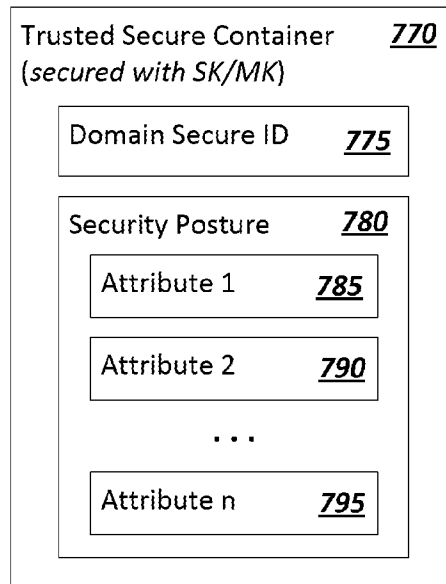 Trusted Secure Container 770
(secured with SK/MK)
Domain Secure ID 775
Security Posture 780
Attribute 1 785
Attribute 2 790
...
Attribute n 795